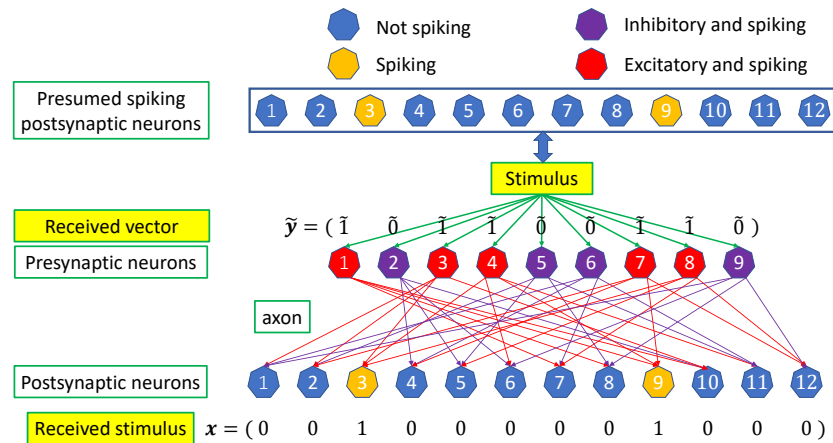 Not spiking
Inhibitory and spiking
Spiking
Excitatory and spiking
Presumed spiking
postsynaptic neurons
1 2 3 4 5 6 7 8 9 10 11 12
Stimulus
Received vector
ỹ = ( 1̃ 0̃ 1̃ 1̃ 0̃ 0̃ 1̃ 1̃ 0̃ )
Presynaptic neurons
1 2 3 4 5 6 7 8 9
axon
Postsynaptic neurons
1 2 3 4 5 6 7 8 9 10 11 12
Received stimulus
x = ( 0 0 1 0 0 0 0 0 1 0 0 0 )